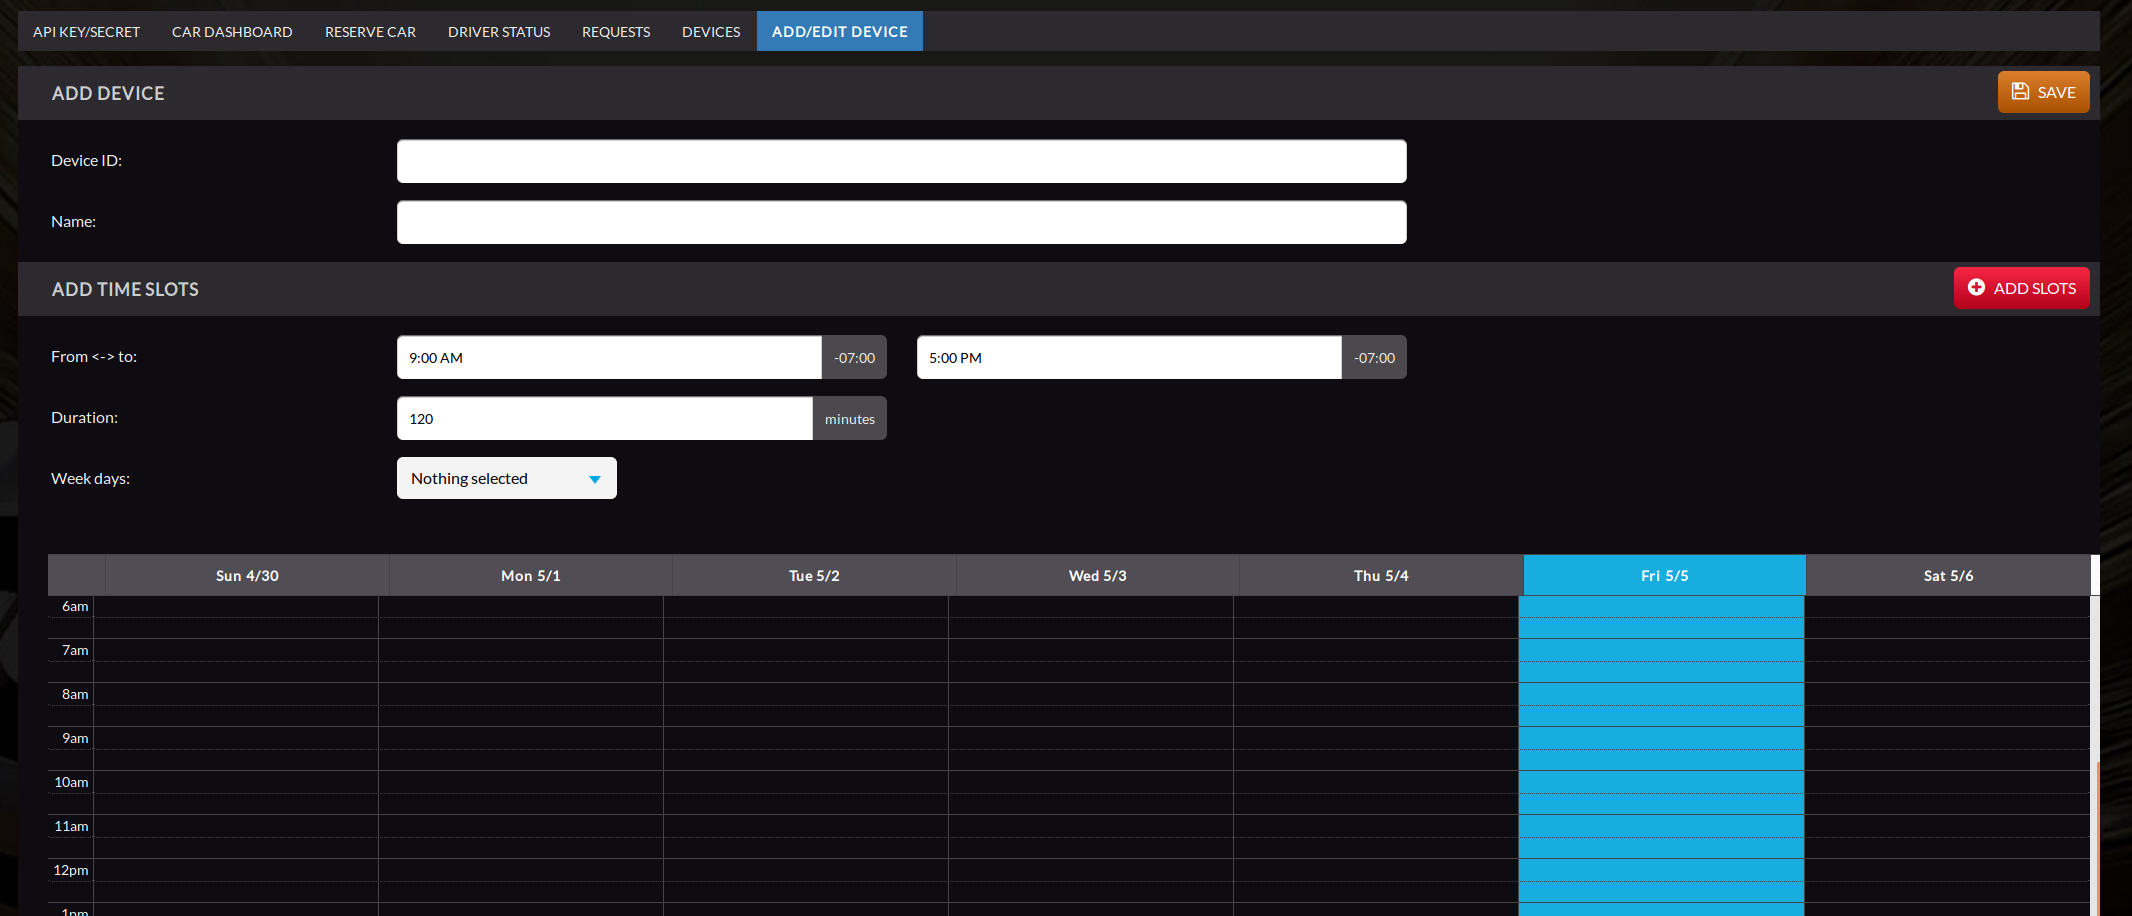 API KEY/SECRET CAR DASHBOARD RESERVE CAR DRIVER STATUS REQUESTS DEVICES ADD/EDIT DEVICE
ADD DEVICE SAVE
Device ID:
Name:
ADD TIME SLOTS ADD SLOTS
From <-> to: 9:00 AM -07:00 5:00 PM -07:00
Duration: 120 minutes
Week days: Nothing selected
Sun 4/30 Mon 5/1 Tue 5/2 Wed 5/3 Thu 5/4 Fri 5/5 Sat 5/6
6am
7am
8am
9am
10am
11am
12pm
1pm